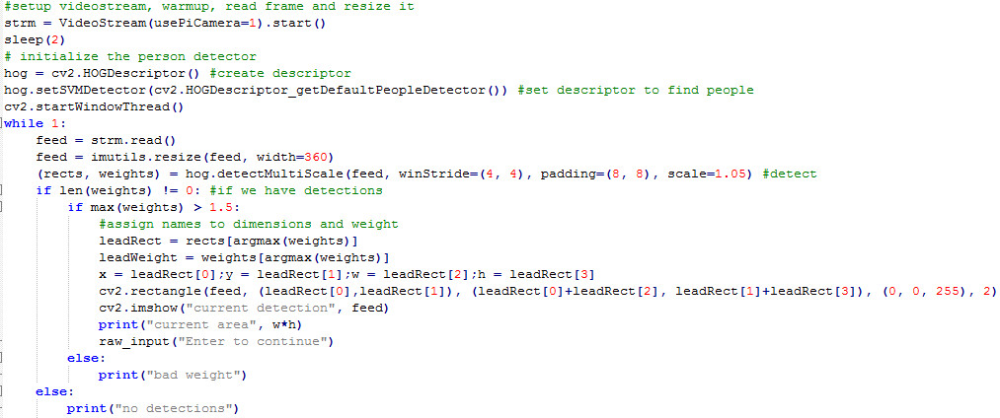 #setup videostream, warmup, read frame and resize it
strm = VideoStream(usePiCamera=1).start()
sleep(2)
# initialize the person detector
hog = cv2.HOGDescriptor() #create descriptor
hog.setSVMDetector(cv2.HOGDescriptor_getDefaultPeopleDetector()) #set descriptor to find people
cv2.startWindowThread()
while 1:
    feed = strm.read()
    feed = imutils.resize(feed, width=360)
    (rects, weights) = hog.detectMultiScale(feed, winStride=(4, 4), padding=(8, 8), scale=1.05) #detect
    if len(weights) != 0: #if we have detections
        if max(weights) > 1.5:
            #assign names to dimensions and weight
            leadRect = rects[argmax(weights)]
            leadWeight = weights[argmax(weights)]
            x = leadRect[0];y = leadRect[1];w = leadRect[2];h = leadRect[3]
            cv2.rectangle(feed, (leadRect[0],leadRect[1]), (leadRect[0]+leadRect[2], leadRect[1]+leadRect[3]), (0, 0, 255), 2)
            cv2.imshow("current detection", feed)
            print("current area", w*h)
            raw_input("Enter to continue")
        else:
            print("bad weight")
    else:
        print("no detections")